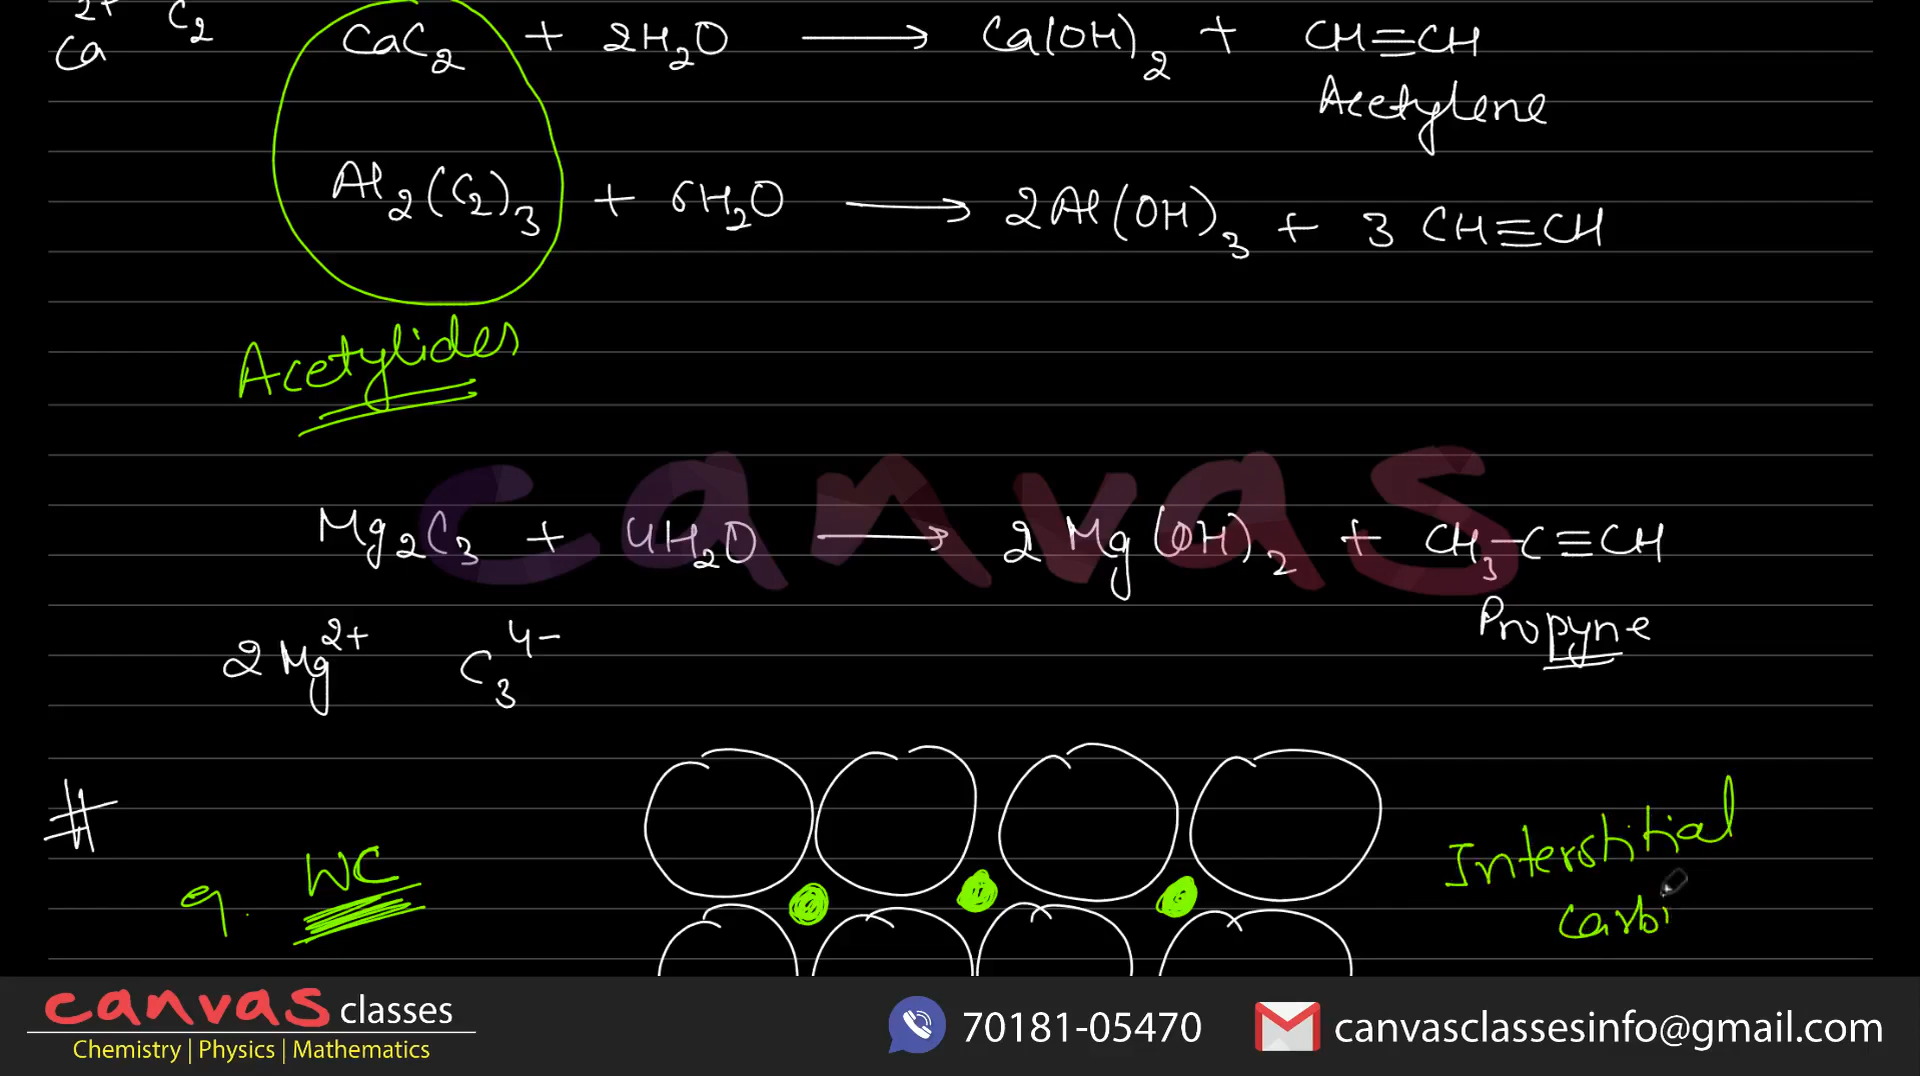 Ca²⁺ C₂ CaC₂ + 2H₂O ⟶ Ca(OH)₂ + CH≡CH
Acetylene
Al₂(C₂)₃ + 6H₂O ⟶ 2Al(OH)₃ + 3 CH≡CH
Acetylides
canvas
Mg₂C₃ + 4H₂O ⟶ 2Mg(OH)₂ + CH₃-C≡CH
Propyne
2Mg²⁺ C₃⁴⁻
#
Interstitial
eg. WC
Carbi
canvas classes
Chemistry | Physics | Mathematics
70181-05470
canvasclassesinfo@gmail.com